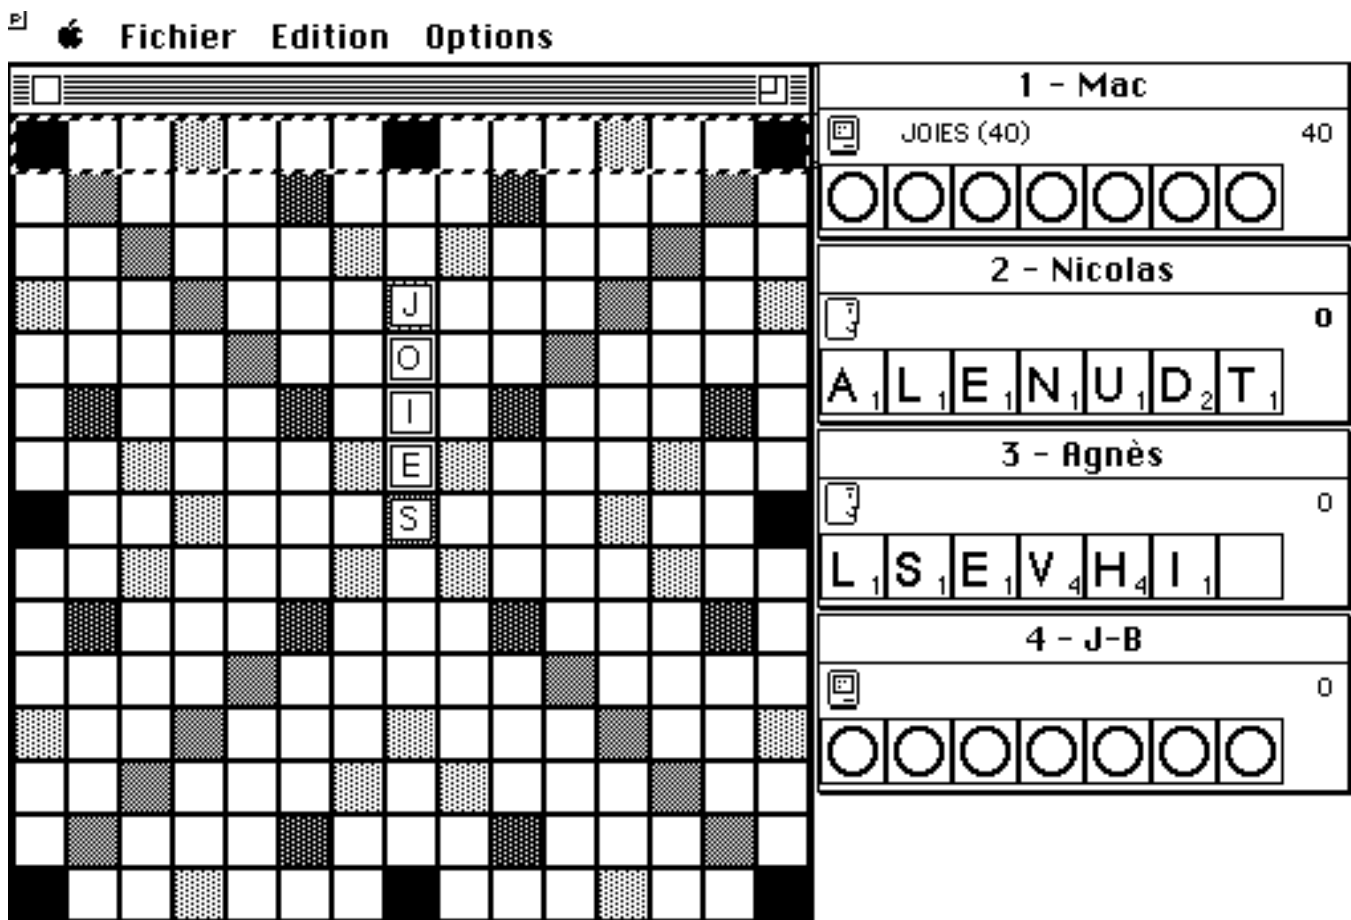 P
Fichier Edition Options
1 - Mac
JOIES (40) 40
2 - Nicolas
0
A1 L1 E1 N1 U1 D2 T1
3 - Agnès
0
L1 S1 E1 V4 H4 I1
4 - J-B
0
J
O
I
E
S